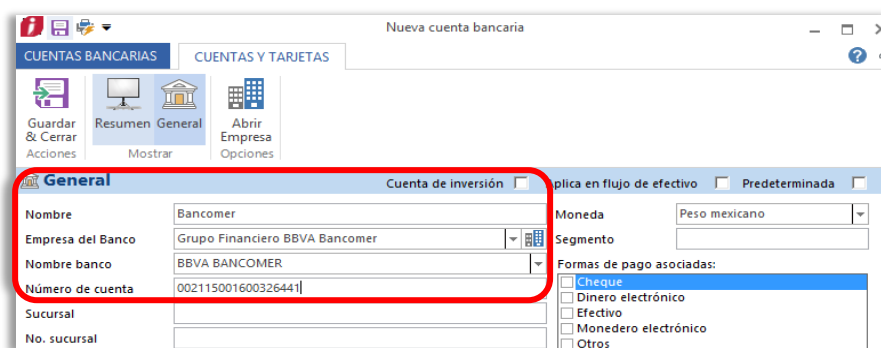 Nueva cuenta bancaria
CUENTAS BANCARIAS CUENTAS Y TARJETAS
Guardar & Cerrar Resumen General Abrir Empresa
Acciones Mostrar Opciones
General Cuenta de inversión plica en flujo de efectivo Predeterminada
Nombre Bancomer Moneda Peso mexicano
Empresa del Banco Grupo Financiero BBVA Bancomer Segmento
Nombre banco BBVA BANCOMER Formas de pago asociadas:
Número de cuenta 002115001600326441 Cheque
Dinero electrónico
Sucursal Efectivo
Monedero electrónico
No. sucursal Otros